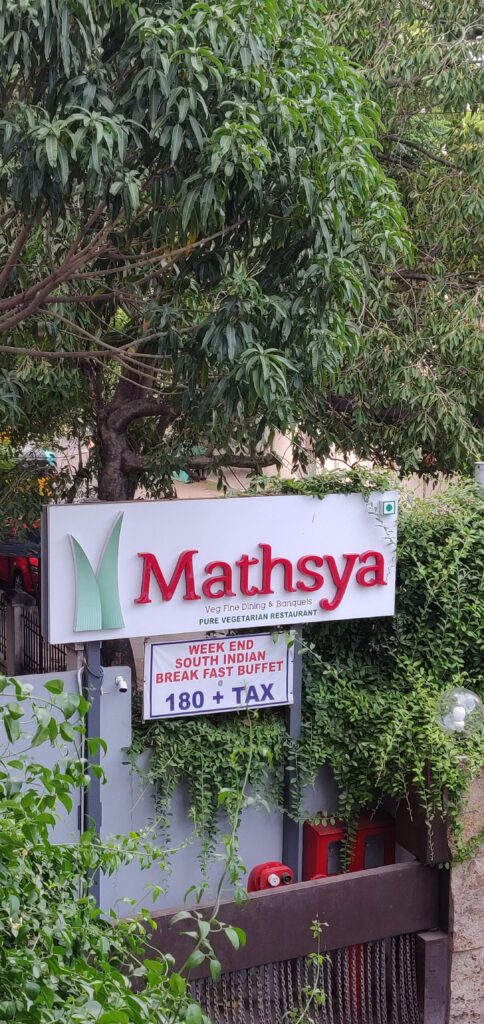 Mathsya
Veg Fine Dining & Banquets
PURE VEGETARIAN RESTAURANT
WEEK END
SOUTH INDIAN
BREAK FAST BUFFET
@
180 + TAX